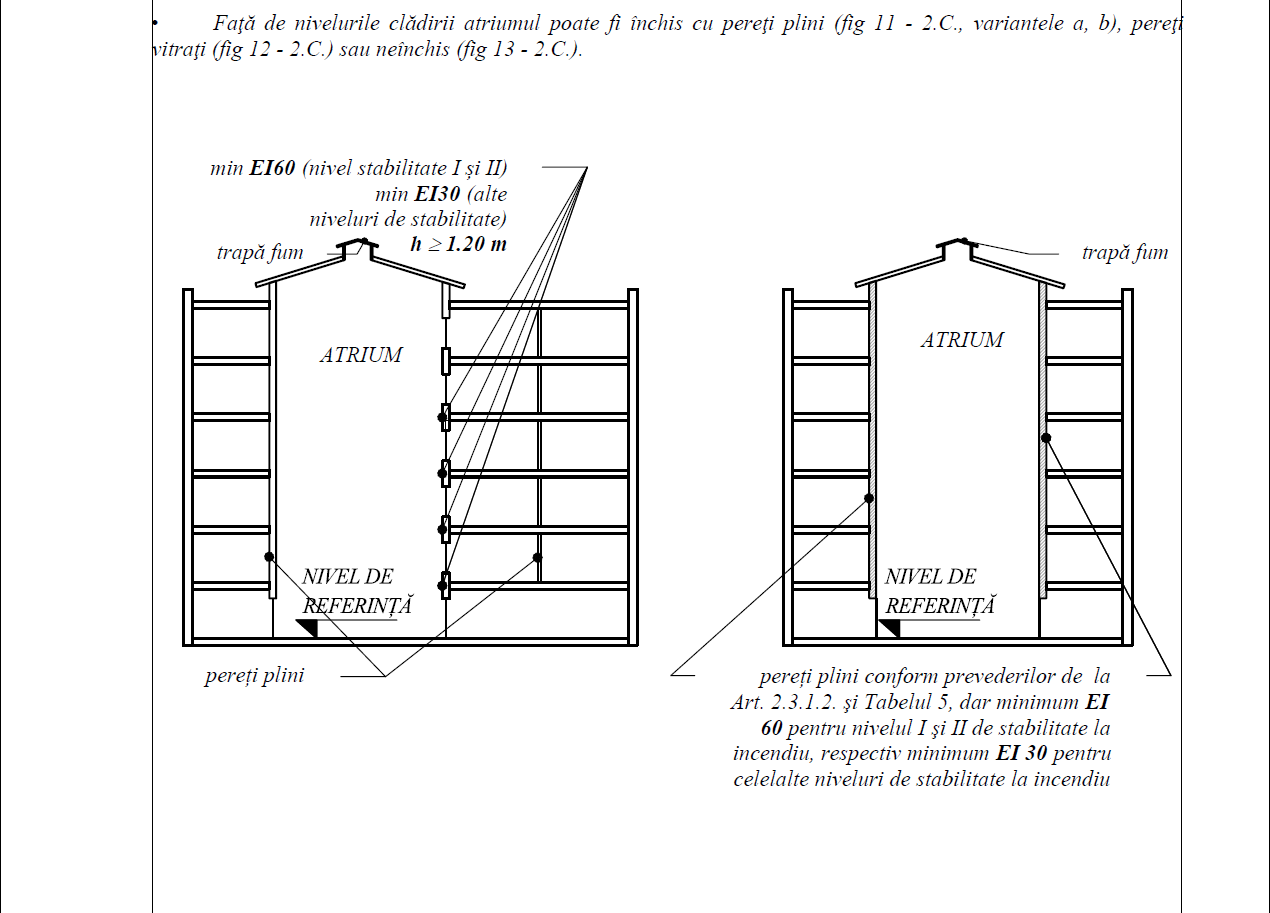 • Faţă de nivelurile clădirii atriumul poate fi închis cu pereţi plini (fig 11 - 2.C., variantele a, b), pereţi
vitraţi (fig 12 - 2.C.) sau neînchis (fig 13 - 2.C.).
min EI60 (nivel stabilitate I și II)
min EI30 (alte
niveluri de stabilitate)
h ≥ 1.20 m
trapă fum
ATRIUM
NIVEL DE
REFERINȚĂ
pereți plini
trapă fum
ATRIUM
NIVEL DE
REFERINȚĂ
pereți plini conform prevederilor de la
Art. 2.3.1.2. şi Tabelul 5, dar minimum EI
60 pentru nivelul I şi II de stabilitate la
incendiu, respectiv minimum EI 30 pentru
celelalte niveluri de stabilitate la incendiu